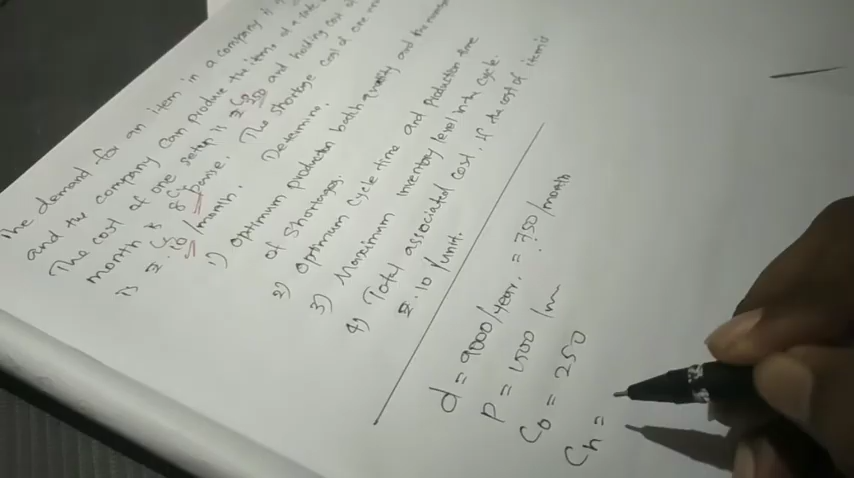 The demand for an item in a company is
and the company can produce the items at a rate
The cost of one setup is ₹ 250 and holding cost of
month is 8 paise. The shortage cost of one
is ₹ 10 /month. Determine.
1) Optimum production batch quantity and the number
of shortages.
2) Optimum cycle time and Production time
3) Maximum inventory level in the cycle.
4) Total associated cost, if the cost of item is
₹ 10 / unit.
d = 9000/year. = 750 /month
P = 1500 /m
Co = 250
Ch =